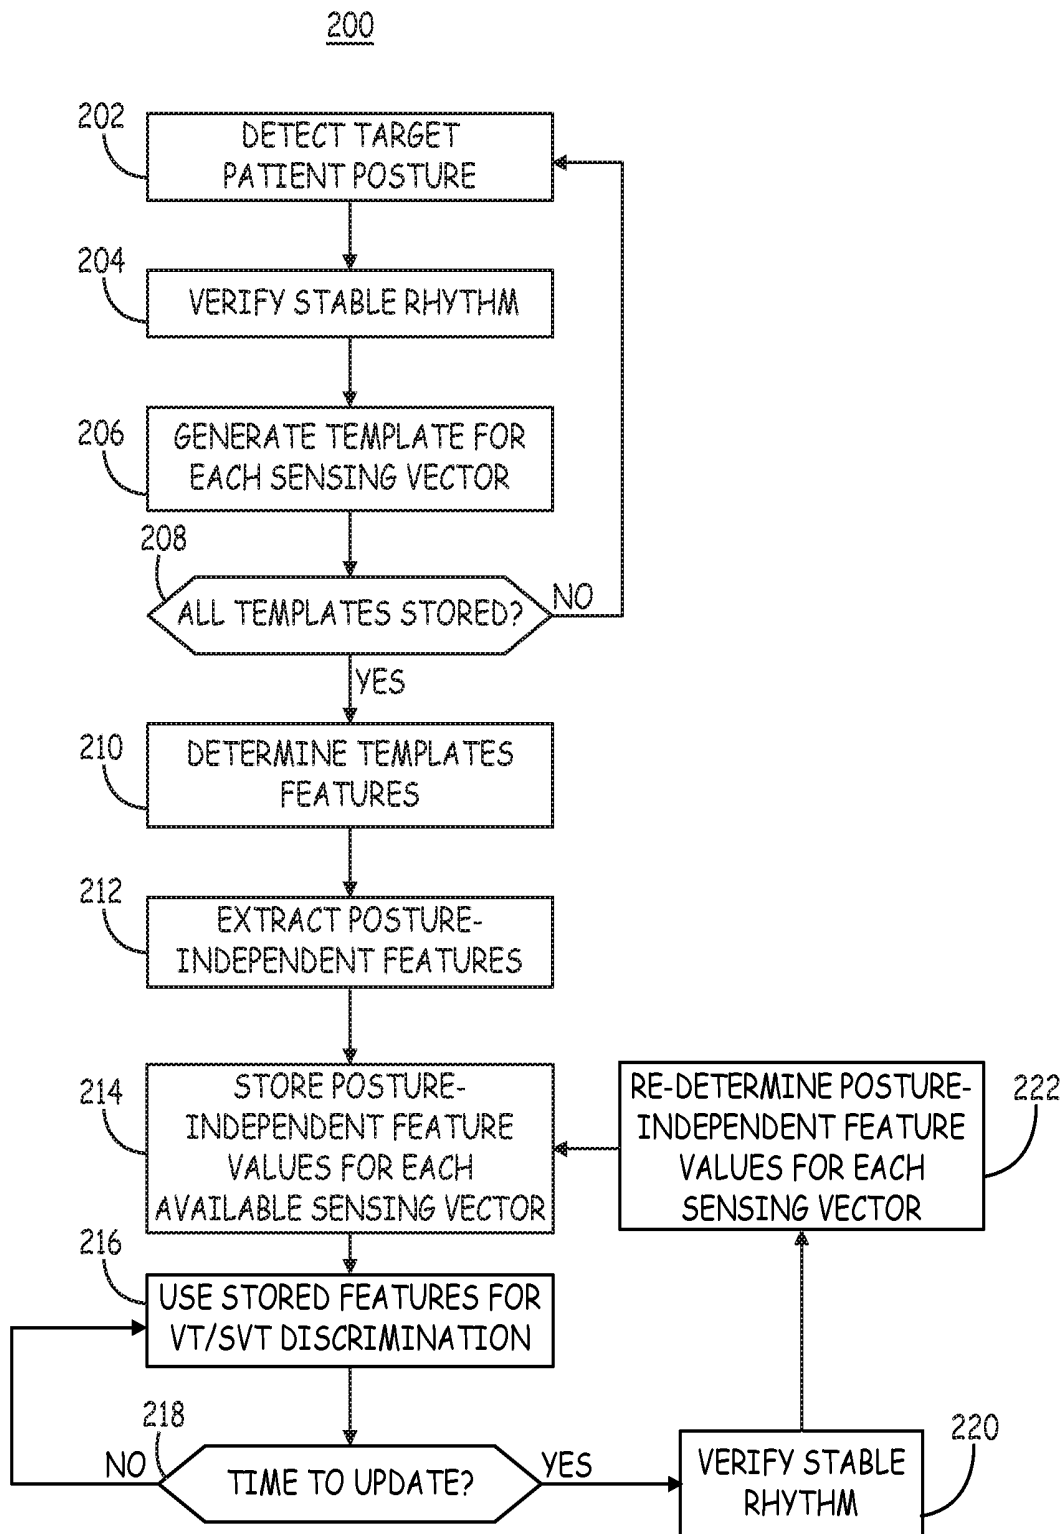 200
202
DETECT TARGET
PATIENT POSTURE
204
VERIFY STABLE RHYTHM
206
GENERATE TEMPLATE FOR
EACH SENSING VECTOR
208
ALL TEMPLATES STORED?
NO
YES
210
DETERMINE TEMPLATES
FEATURES
212
EXTRACT POSTURE-
INDEPENDENT FEATURES
214
STORE POSTURE-
INDEPENDENT FEATURE
VALUES FOR EACH
AVAILABLE SENSING VECTOR
RE-DETERMINE POSTURE-
INDEPENDENT FEATURE
VALUES FOR EACH
SENSING VECTOR
222
216
USE STORED FEATURES FOR
VT/SVT DISCRIMINATION
218
NO
TIME TO UPDATE?
YES
VERIFY STABLE
RHYTHM
220